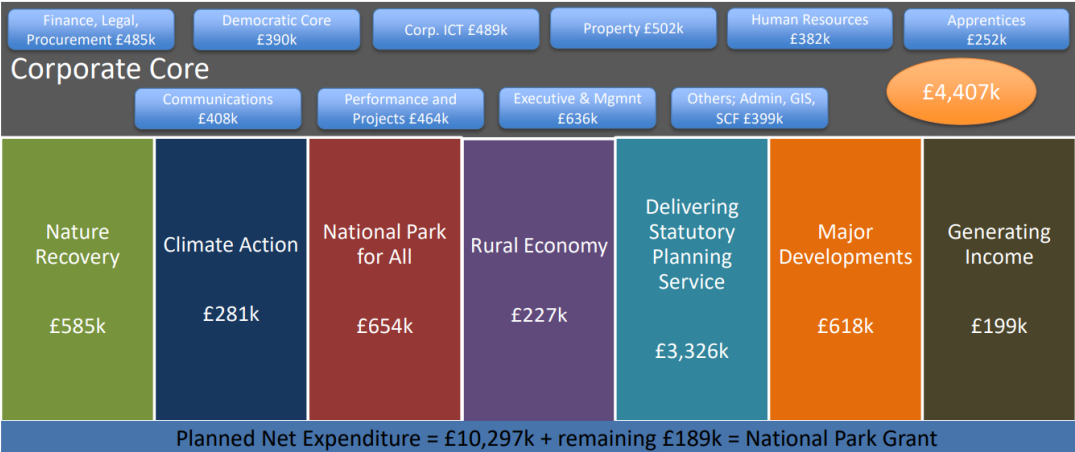 Finance, Legal,
Procurement £485k
Democratic Core
£390k
Corp. ICT £489k
Property £502k
Human Resources
£382k
Apprentices
£252k
Corporate Core
£4,407k
Communications
£408k
Performance and
Projects £464k
Executive & Mgmnt
£636k
Others; Admin, GIS,
SCF £399k
Nature
Recovery
£585k
Climate Action
£281k
National Park
for All
£654k
Rural Economy
£227k
Delivering
Statutory
Planning
Service
£3,326k
Major
Developments
£618k
Generating
Income
£199k
Planned Net Expenditure = £10,297k + remaining £189k = National Park Grant